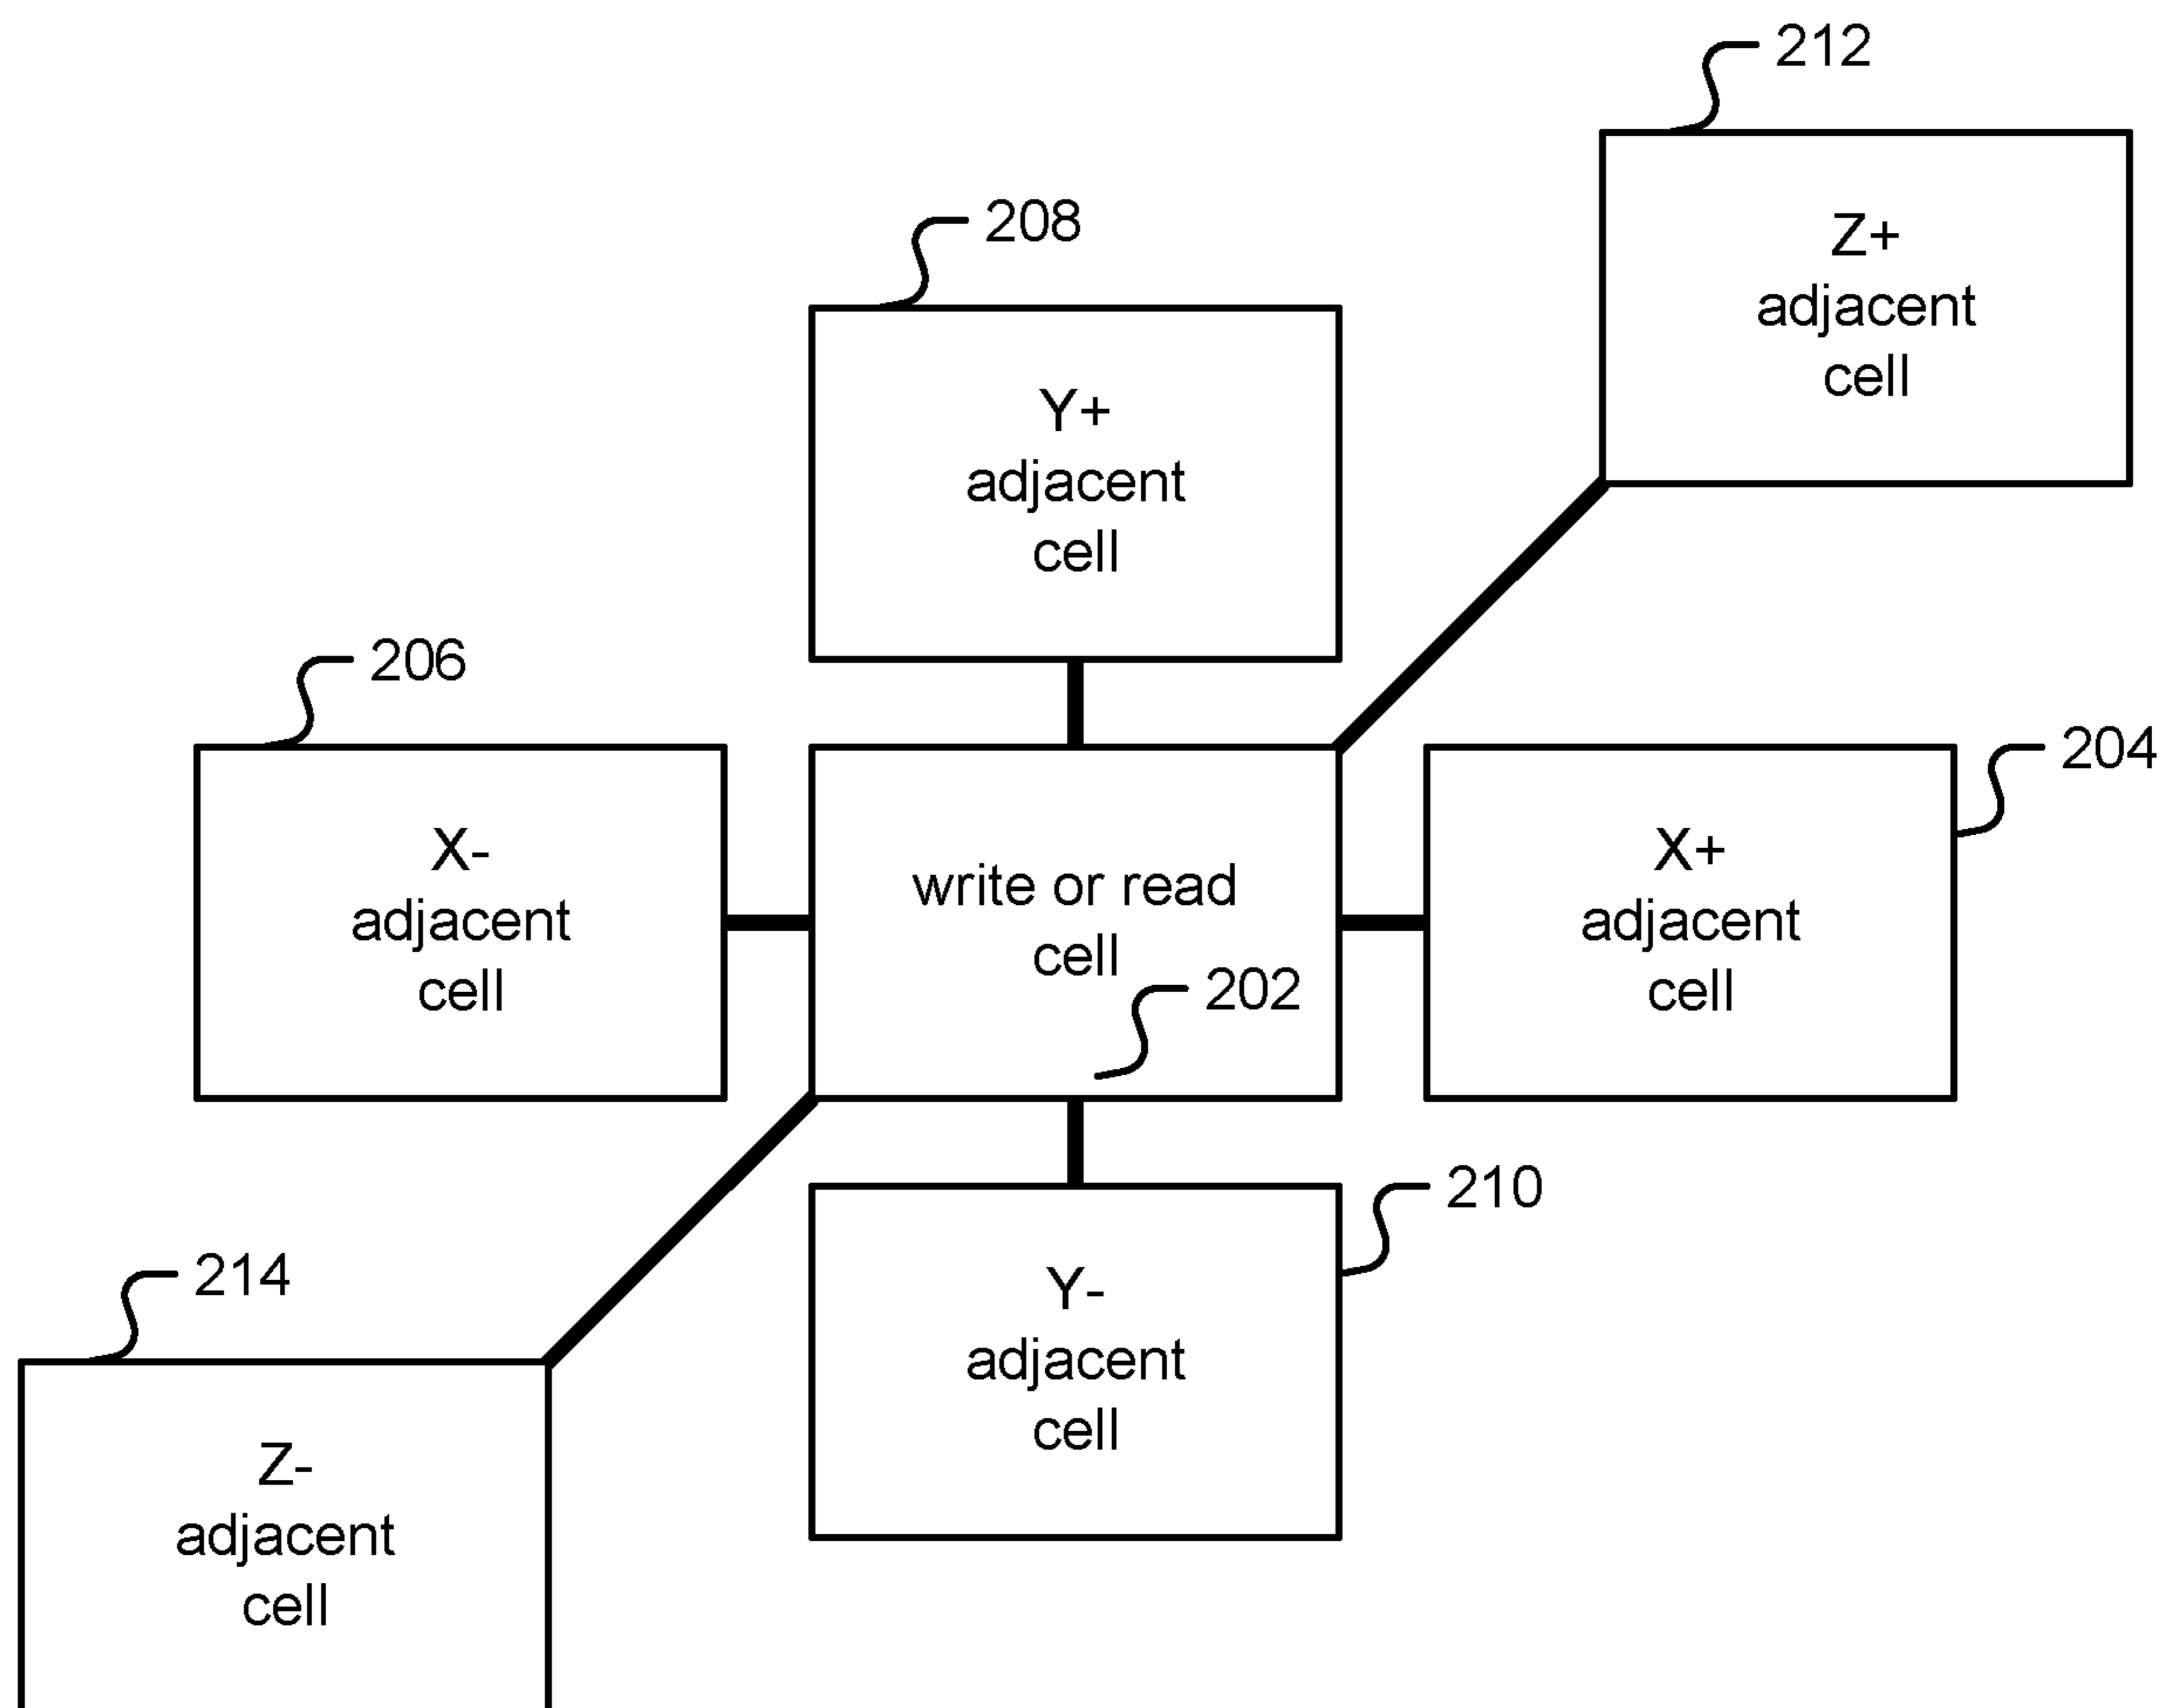 212
Z+
adjacent
cell
208
Y+
adjacent
cell
206
X-
adjacent
cell
write or read
cell
202
204
X+
adjacent
cell
210
Y-
adjacent
cell
214
Z-
adjacent
cell